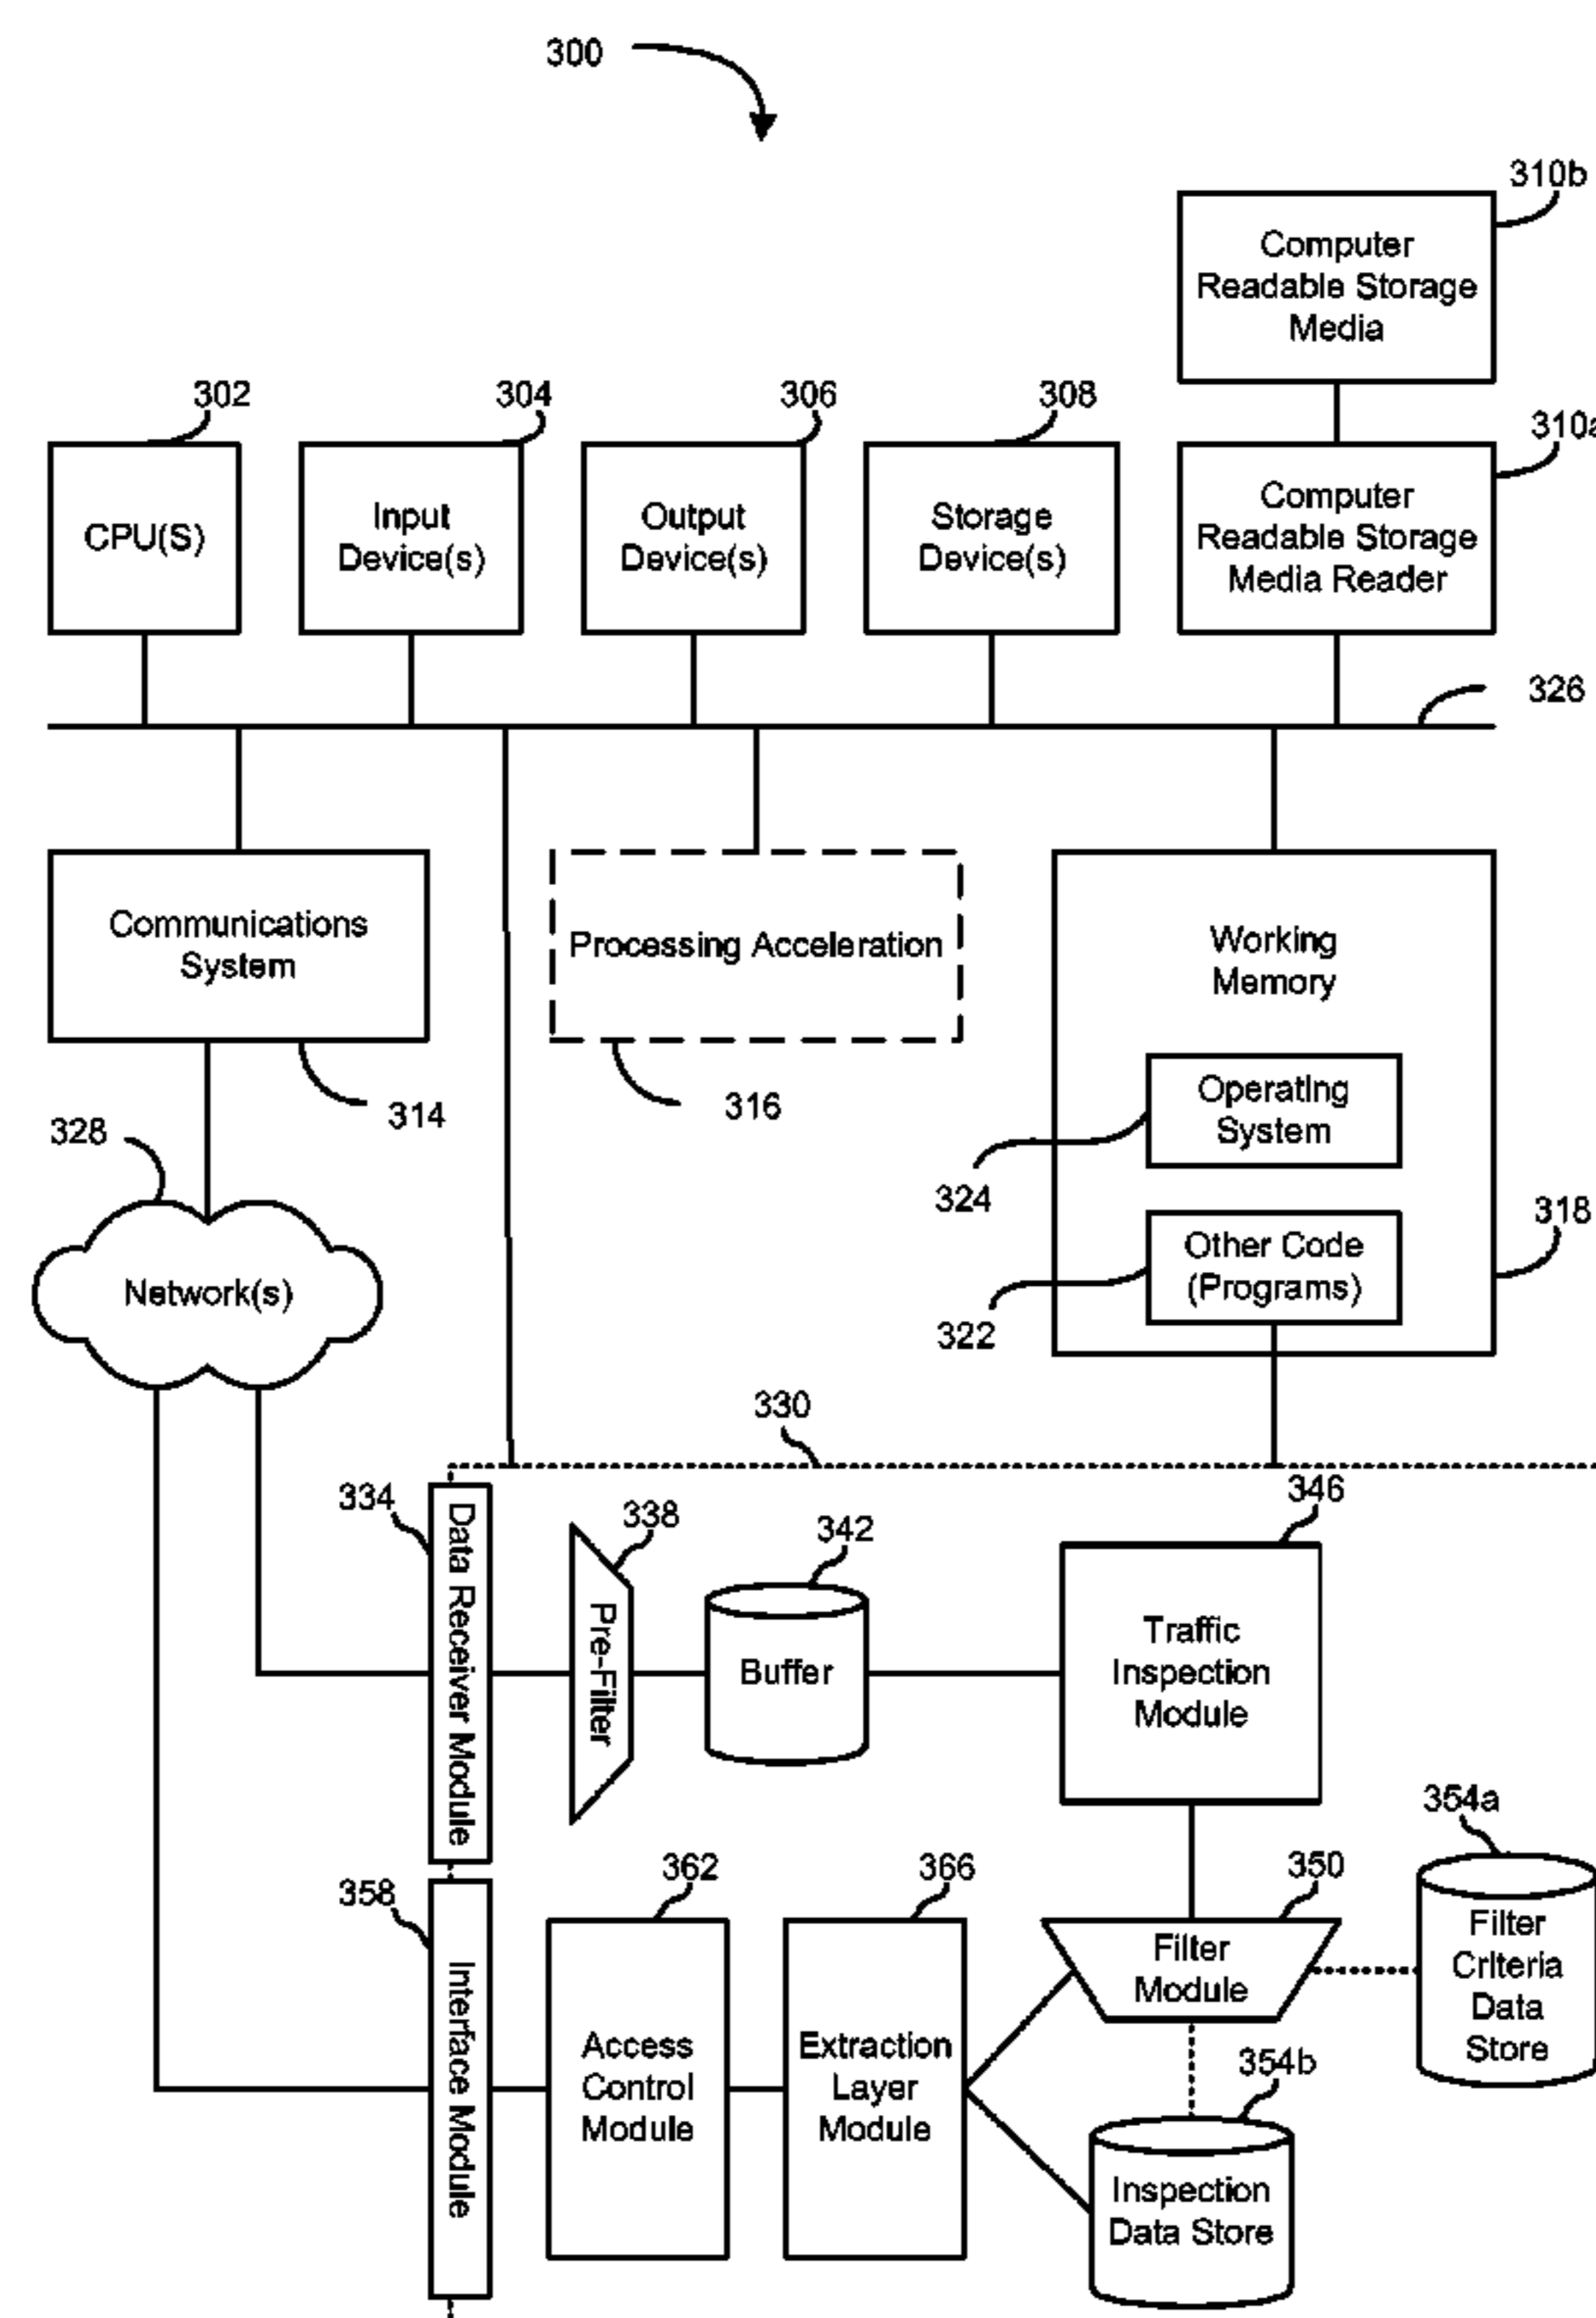 300
310b
Computer
Readable Storage
Media
302
304
306
308
310a
CPU(S)
Input
Device(s)
Output
Device(s)
Storage
Device(s)
Computer
Readable Storage
Media Reader
326
Communications
System
Processing Acceleration
Working
Memory
314
316
Operating
System
324
328
Network(s)
Other Code
(Programs)
318
322
330
334
Data Receiver Module
338
Pre-Filter
342
Buffer
346
Traffic
Inspection
Module
354a
Filter
Criteria
Data
Store
358
Interface Module
362
Access
Control
Module
366
Extraction
Layer
Module
350
Filter
Module
354b
Inspection
Data Store